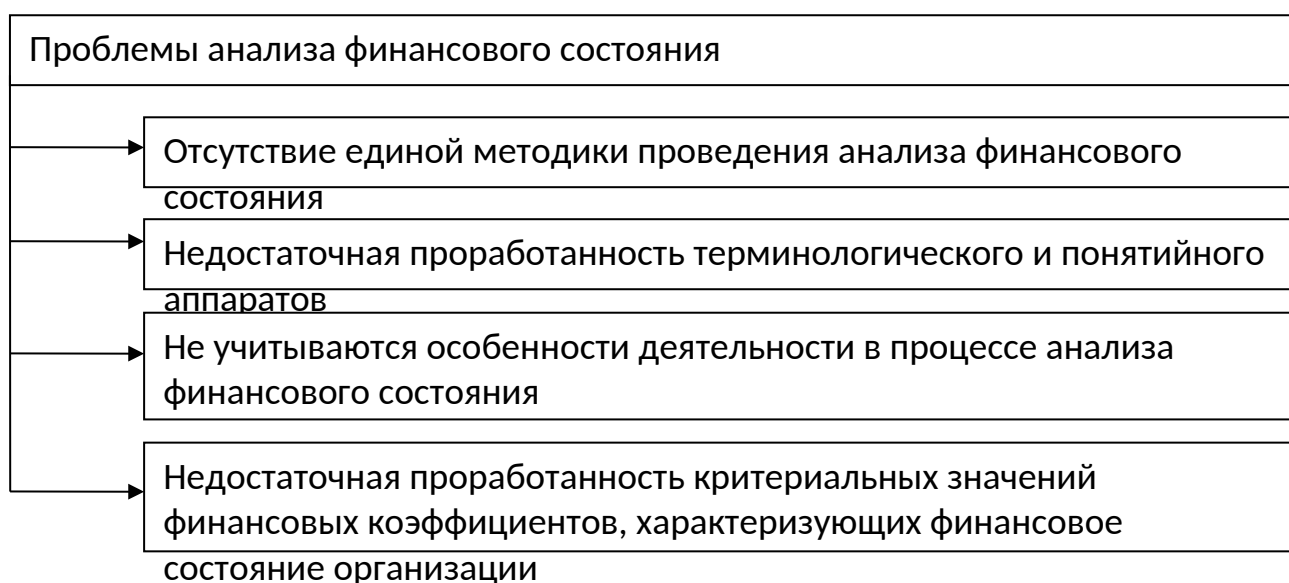 Проблемы анализа финансового состояния
Отсутствие единой методики проведения анализа финансового
состояния
Недостаточная проработанность терминологического и понятийного
аппаратов
Не учитываются особенности деятельности в процессе анализа
финансового состояния
Недостаточная проработанность критериальных значений
финансовых коэффициентов, характеризующих финансовое
состояние организации